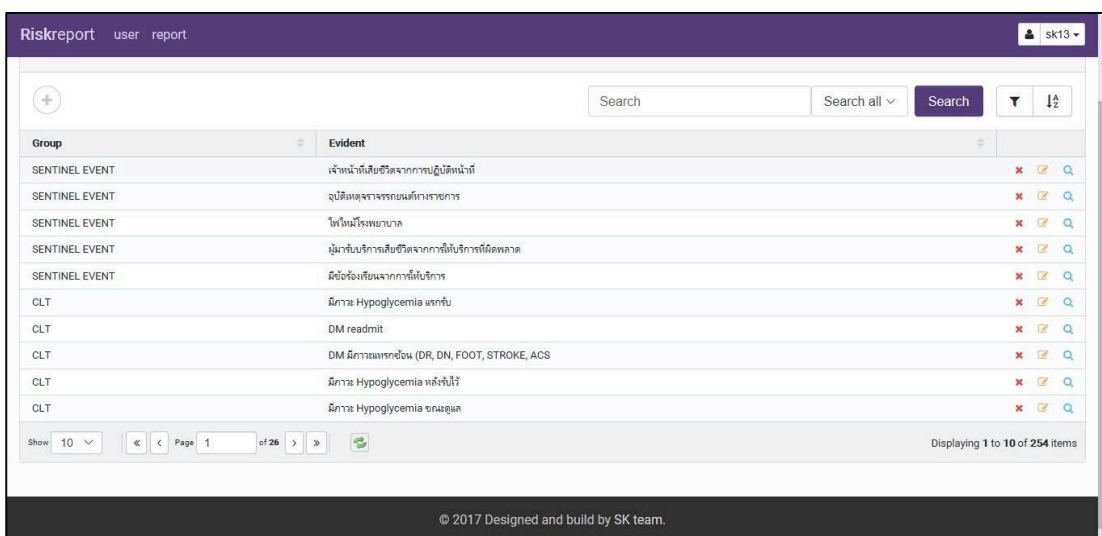 Riskreport user report sk13
Search Search all Search
Group Evident
SENTINEL EVENT เจ้าหน้าที่เสียชีวิตจากการปฏิบัติหน้าที่
SENTINEL EVENT อุบัติเหตุจราจรรถยนต์ทางราชการ
SENTINEL EVENT ไฟไหม้โรงพยาบาล
SENTINEL EVENT ผู้มารับบริการเสียชีวิตจากการให้บริการที่ผิดพลาด
SENTINEL EVENT มีข้อร้องเรียนจากการให้บริการ
CLT มีภาวะ Hypoglycemia แรกรับ
CLT DM readmit
CLT DM มีภาวะแทรกซ้อน (DR, DN, FOOT, STROKE, ACS
CLT มีภาวะ Hypoglycemia หลังรับไว้
CLT มีภาวะ Hypoglycemia ขณะดูแล
Show 10 « < Page 1 of 26 > » Displaying 1 to 10 of 254 items
© 2017 Designed and build by SK team.